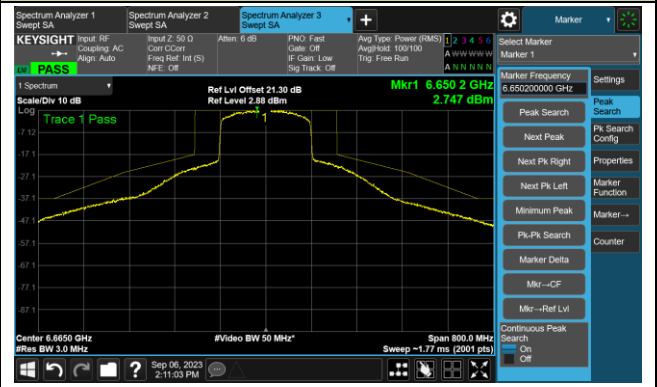 Spectrum Analyzer 1
Swept SA
Spectrum Analyzer 2
Swept SA
Spectrum Analyzer 3
Swept SA
Marker
KEYSIGHT
Input: RF
Coupling: AC
Align: Auto
Input Z: 50 Ω
Corr CCorr
Freq Ref: Int (S)
NFE: Off
Atten: 6 dB
PNO: Fast
Gate: Off
IF Gain: Low
Sig Track: Off
Avg Type: Power (RMS)
Avg|Hold: 100/100
Trig: Free Run
1 2 3 4 5 6
A W W W W W
A N N N N N
LXI
PASS
Select Marker
Marker 1
1 Spectrum
Ref Lvl Offset 21.30 dB
Mkr1 6.650 2 GHz
Scale/Div 10 dB
Ref Level 2.88 dBm
2.747 dBm
Log
Trace 1 Pass
1
-7.12
-17.1
-27.1
-37.1
-47.1
-57.1
-67.1
-77.1
-87.1
Center 6.6650 GHz
#Video BW 50 MHz*
Span 800.0 MHz
#Res BW 3.0 MHz
Sweep ~1.77 ms (2001 pts)
Marker Frequency
6.650200000 GHz
Peak Search
Next Peak
Next Pk Right
Next Pk Left
Minimum Peak
Pk-Pk Search
Marker Delta
Mkr→CF
Mkr→Ref Lvl
Continuous Peak
Search
On
Off
Settings
Peak
Search
Pk Search
Config
Properties
Marker
Function
Marker→
Counter
?
Sep 06, 2023
2:11:03 PM